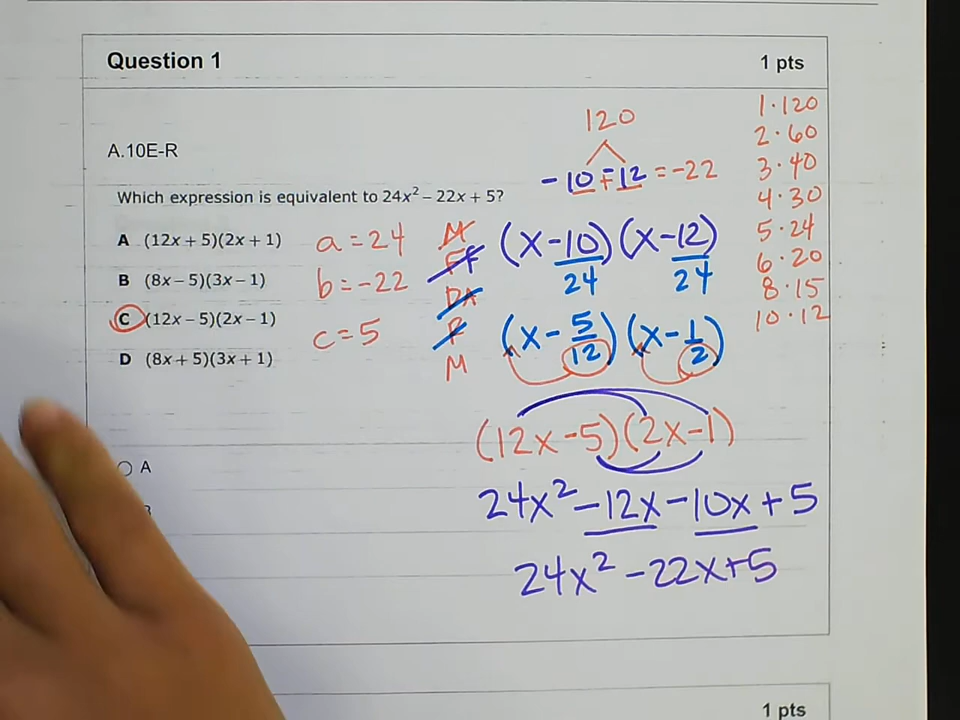 Question 1 1 pts
A.10E-R
Which expression is equivalent to 24x² – 22x + 5?
A (12x + 5)(2x + 1)
B (8x – 5)(3x – 1)
C (12x – 5)(2x – 1)
D (8x + 5)(3x + 1)
A
a = 24
b = -22
c = 5
M
FF
P
M
120
-10 + -12 = -22
(x - 10/24)(x - 12/24)
(x - 5/12)(x - 1/2)
(12x - 5)(2x - 1)
24x² - 12x - 10x + 5
24x² - 22x + 5
1 · 120
2 · 60
3 · 40
4 · 30
5 · 24
6 · 20
8 · 15
10 · 12
1 pts